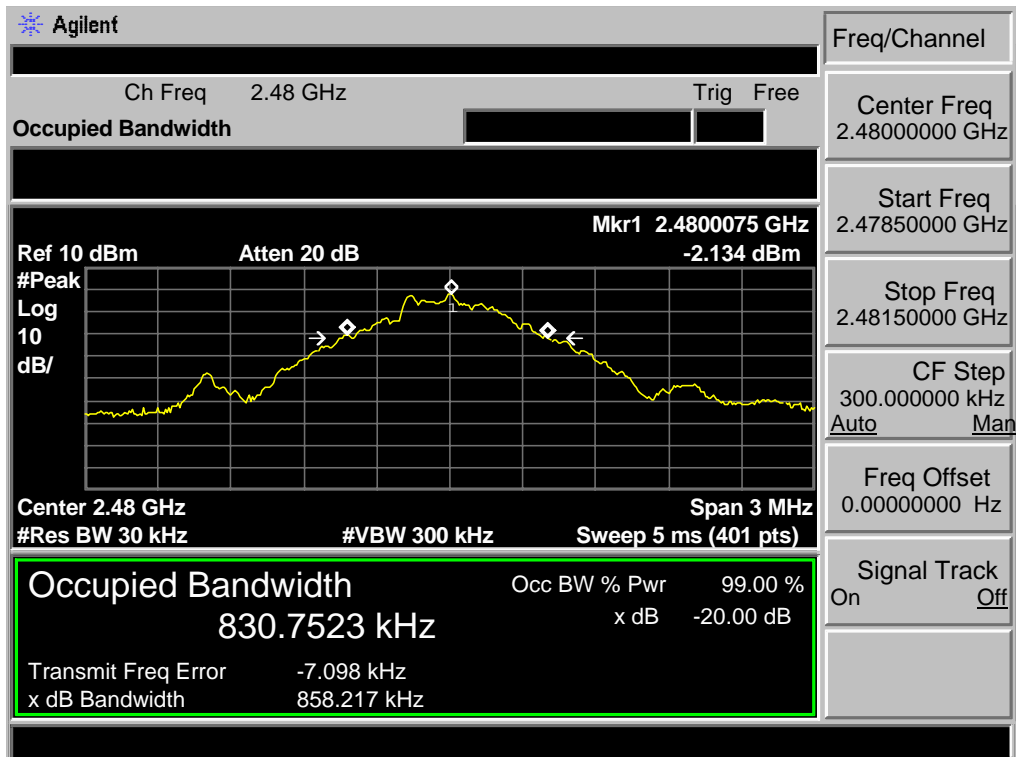 Agilent
Freq/Channel
Ch Freq 2.48 GHz Trig Free
Occupied Bandwidth
Center Freq
2.48000000 GHz
Start Freq
2.47850000 GHz
Mkr1 2.4800075 GHz
Ref 10 dBm Atten 20 dB -2.134 dBm
#Peak
Log
10
dB/
1
Stop Freq
2.48150000 GHz
CF Step
300.000000 kHz
Auto Man
Freq Offset
0.00000000 Hz
Center 2.48 GHz Span 3 MHz
#Res BW 30 kHz #VBW 300 kHz Sweep 5 ms (401 pts)
Signal Track
On Off
Occupied Bandwidth Occ BW % Pwr 99.00 %
830.7523 kHz x dB -20.00 dB
Transmit Freq Error -7.098 kHz
x dB Bandwidth 858.217 kHz